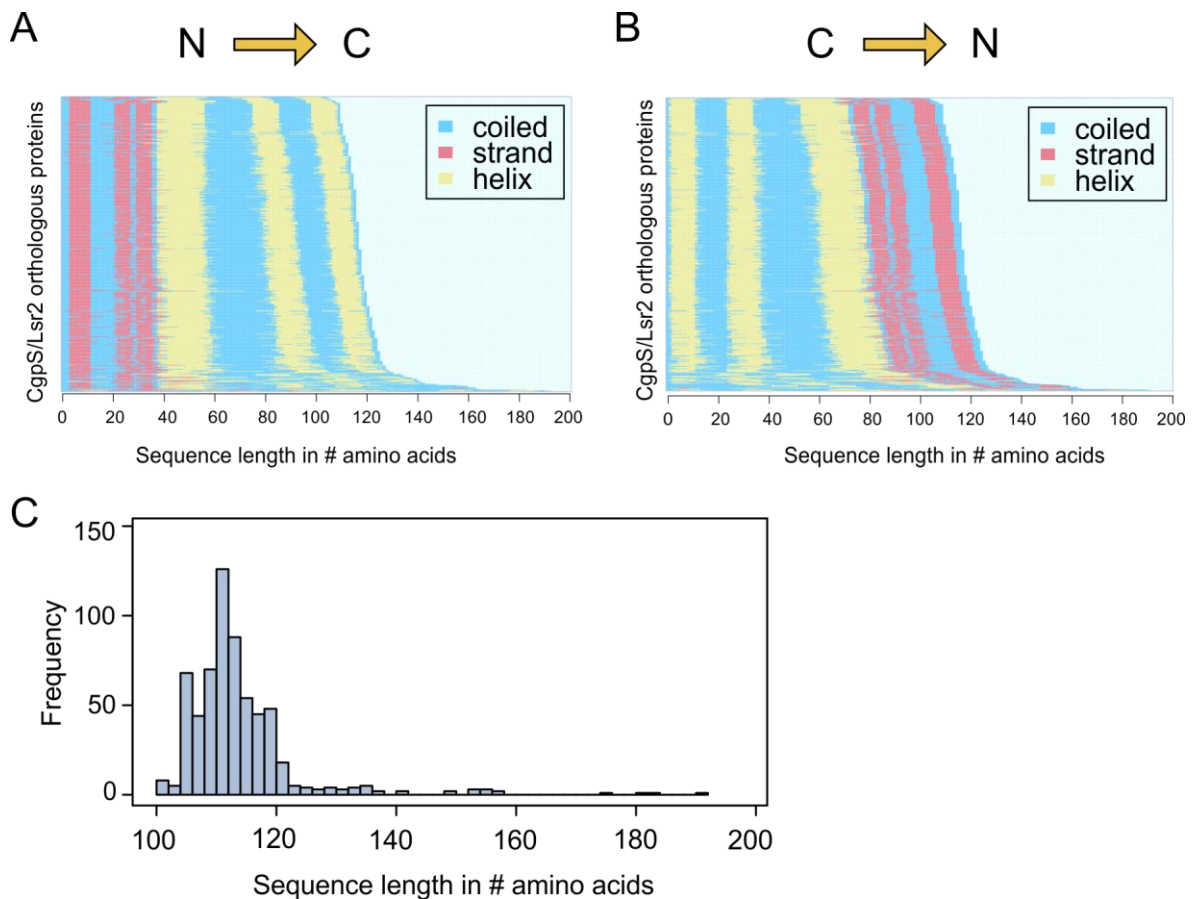 A
N C
CgpS/Lsr2 orthologous proteins
coiled
strand
helix
0 20 40 60 80 100 120 140 160 180 200
Sequence length in # amino acids
B
C N
CgpS/Lsr2 orthologous proteins
coiled
strand
helix
0 20 40 60 80 100 120 140 160 180 200
Sequence length in # amino acids
C
150
100
50
0
Frequency
100 120 140 160 180 200
Sequence length in # amino acids